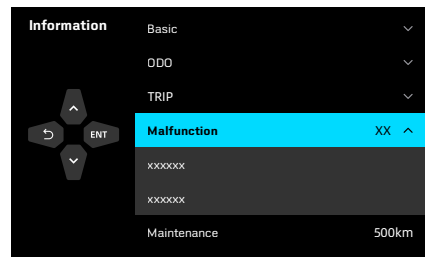 Information
Basic
ODO
TRIP
Malfunction XX
ENT
xxxxxx
xxxxxx
Maintenance 500km